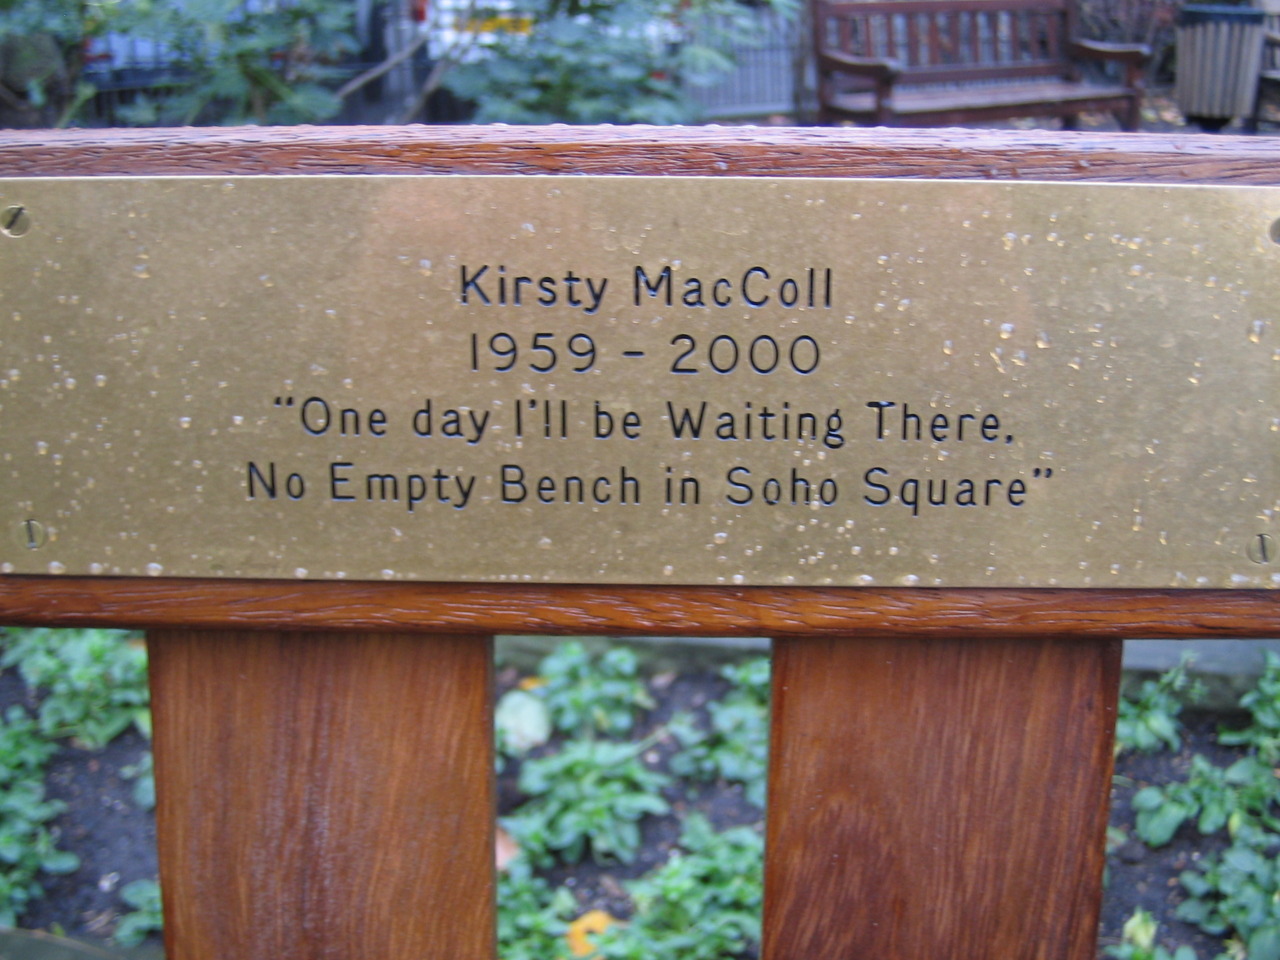 Kirsty MacColl
1959 - 2000
“One day I'll be Waiting There,
No Empty Bench in Soho Square”